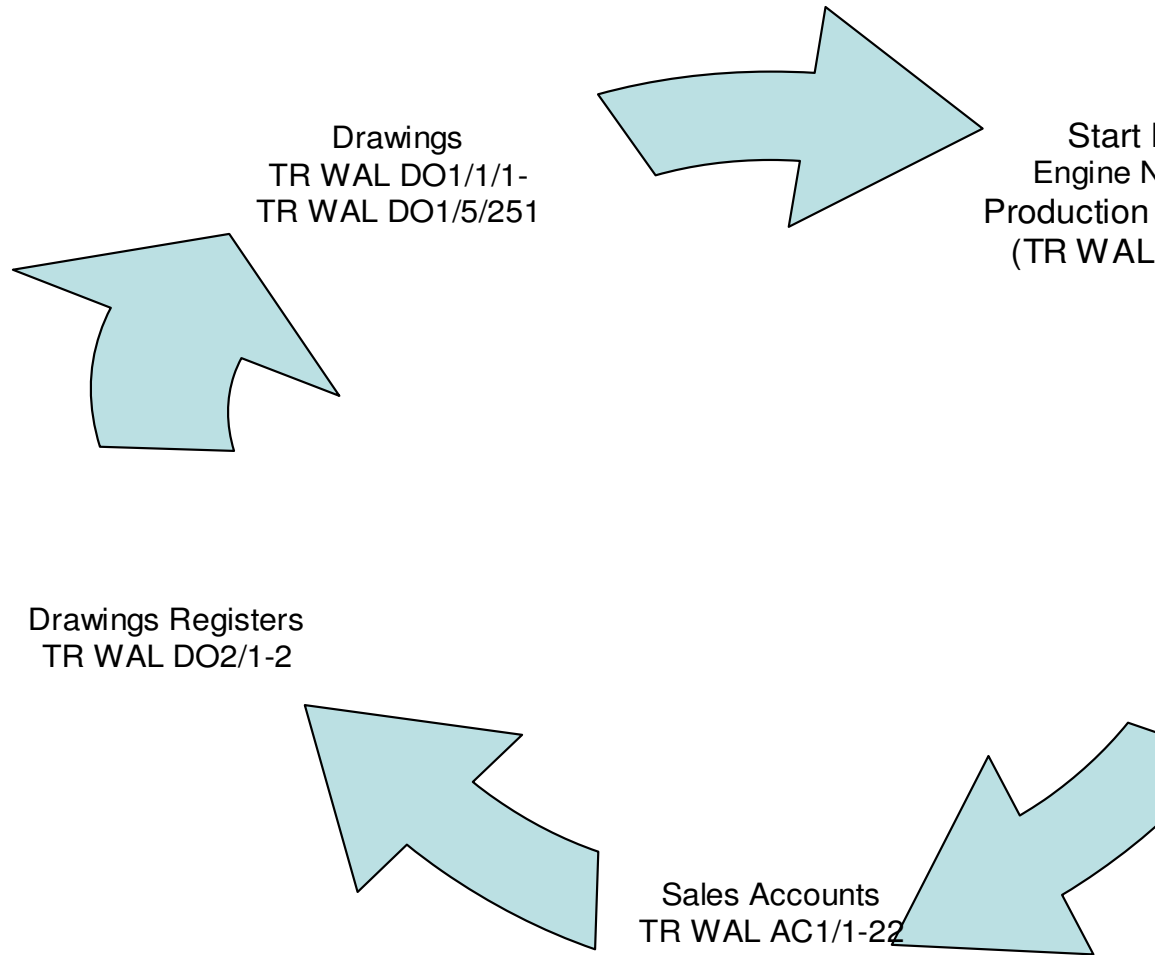 Drawings
TR WAL DO1/1/1-
TR WAL DO1/5/251
Start
Engine
Production
(TR WAL
Drawings Registers
TR WAL DO2/1-2
Sales Accounts
TR WAL AC1/1-22